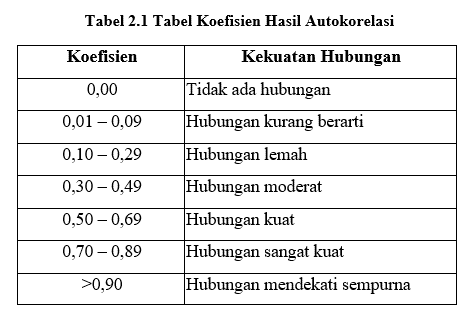 Tabel 2.1 Tabel Koefisien Hasil Autokorelasi
Koefisien Kekuatan Hubungan
0,00 Tidak ada hubungan
0,01 – 0,09 Hubungan kurang berarti
0,10 – 0,29 Hubungan lemah
0,30 – 0,49 Hubungan moderat
0,50 – 0,69 Hubungan kuat
0,70 – 0,89 Hubungan sangat kuat
>0,90 Hubungan mendekati sempurna